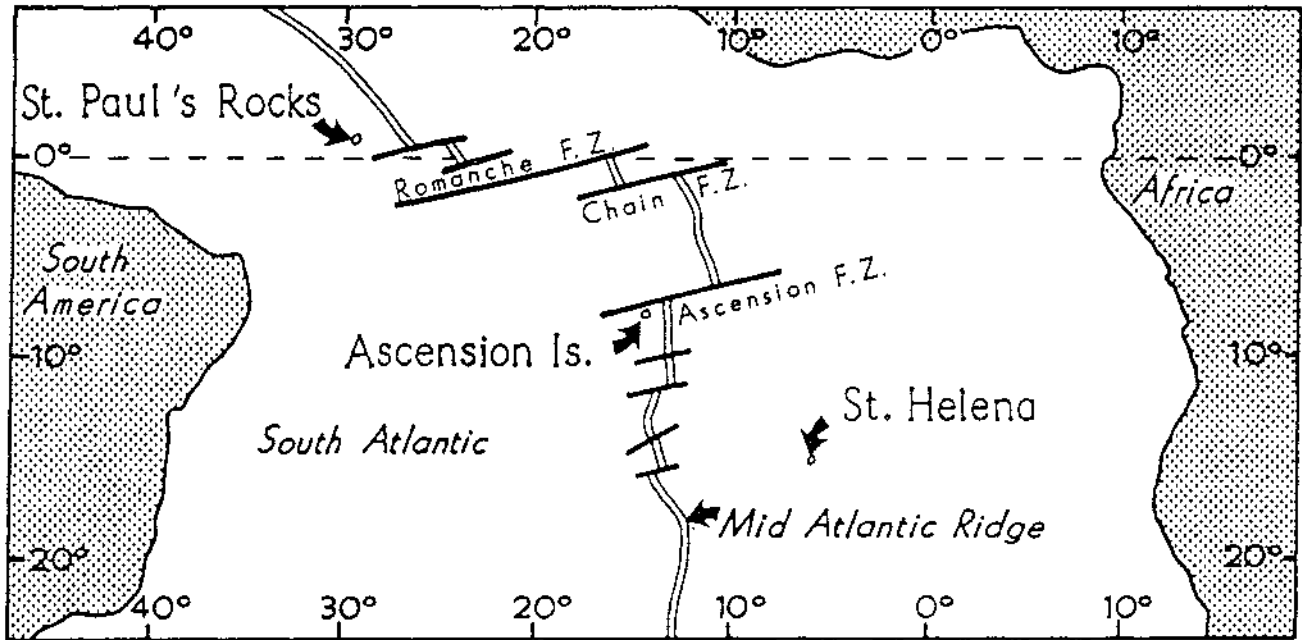 40° 30° 20° 10° 0° 10°
St. Paul's Rocks
0° 0°
Romanche F. Z.
Chain F. Z.
Africa
South
America
Ascension F. Z.
Ascension Is.
10° 10°
St. Helena
South Atlantic
Mid Atlantic Ridge
20° 20°
40° 30° 20° 10° 0° 10°